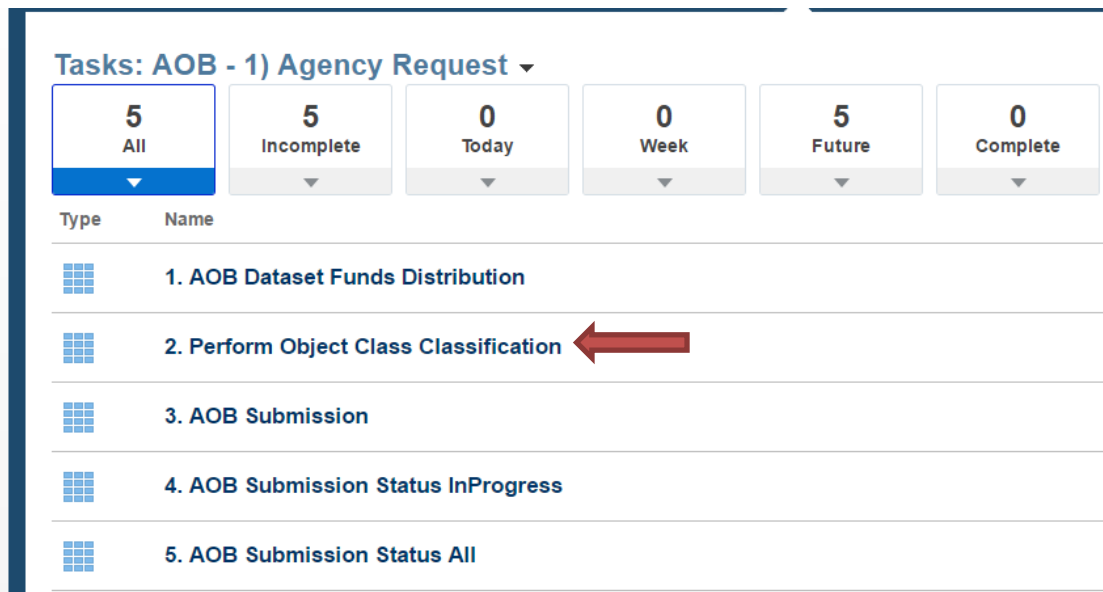 Tasks: AOB - 1) Agency Request
5 5 0 0 5 0
All Incomplete Today Week Future Complete
Type Name
1. AOB Dataset Funds Distribution
2. Perform Object Class Classification
3. AOB Submission
4. AOB Submission Status InProgress
5. AOB Submission Status All